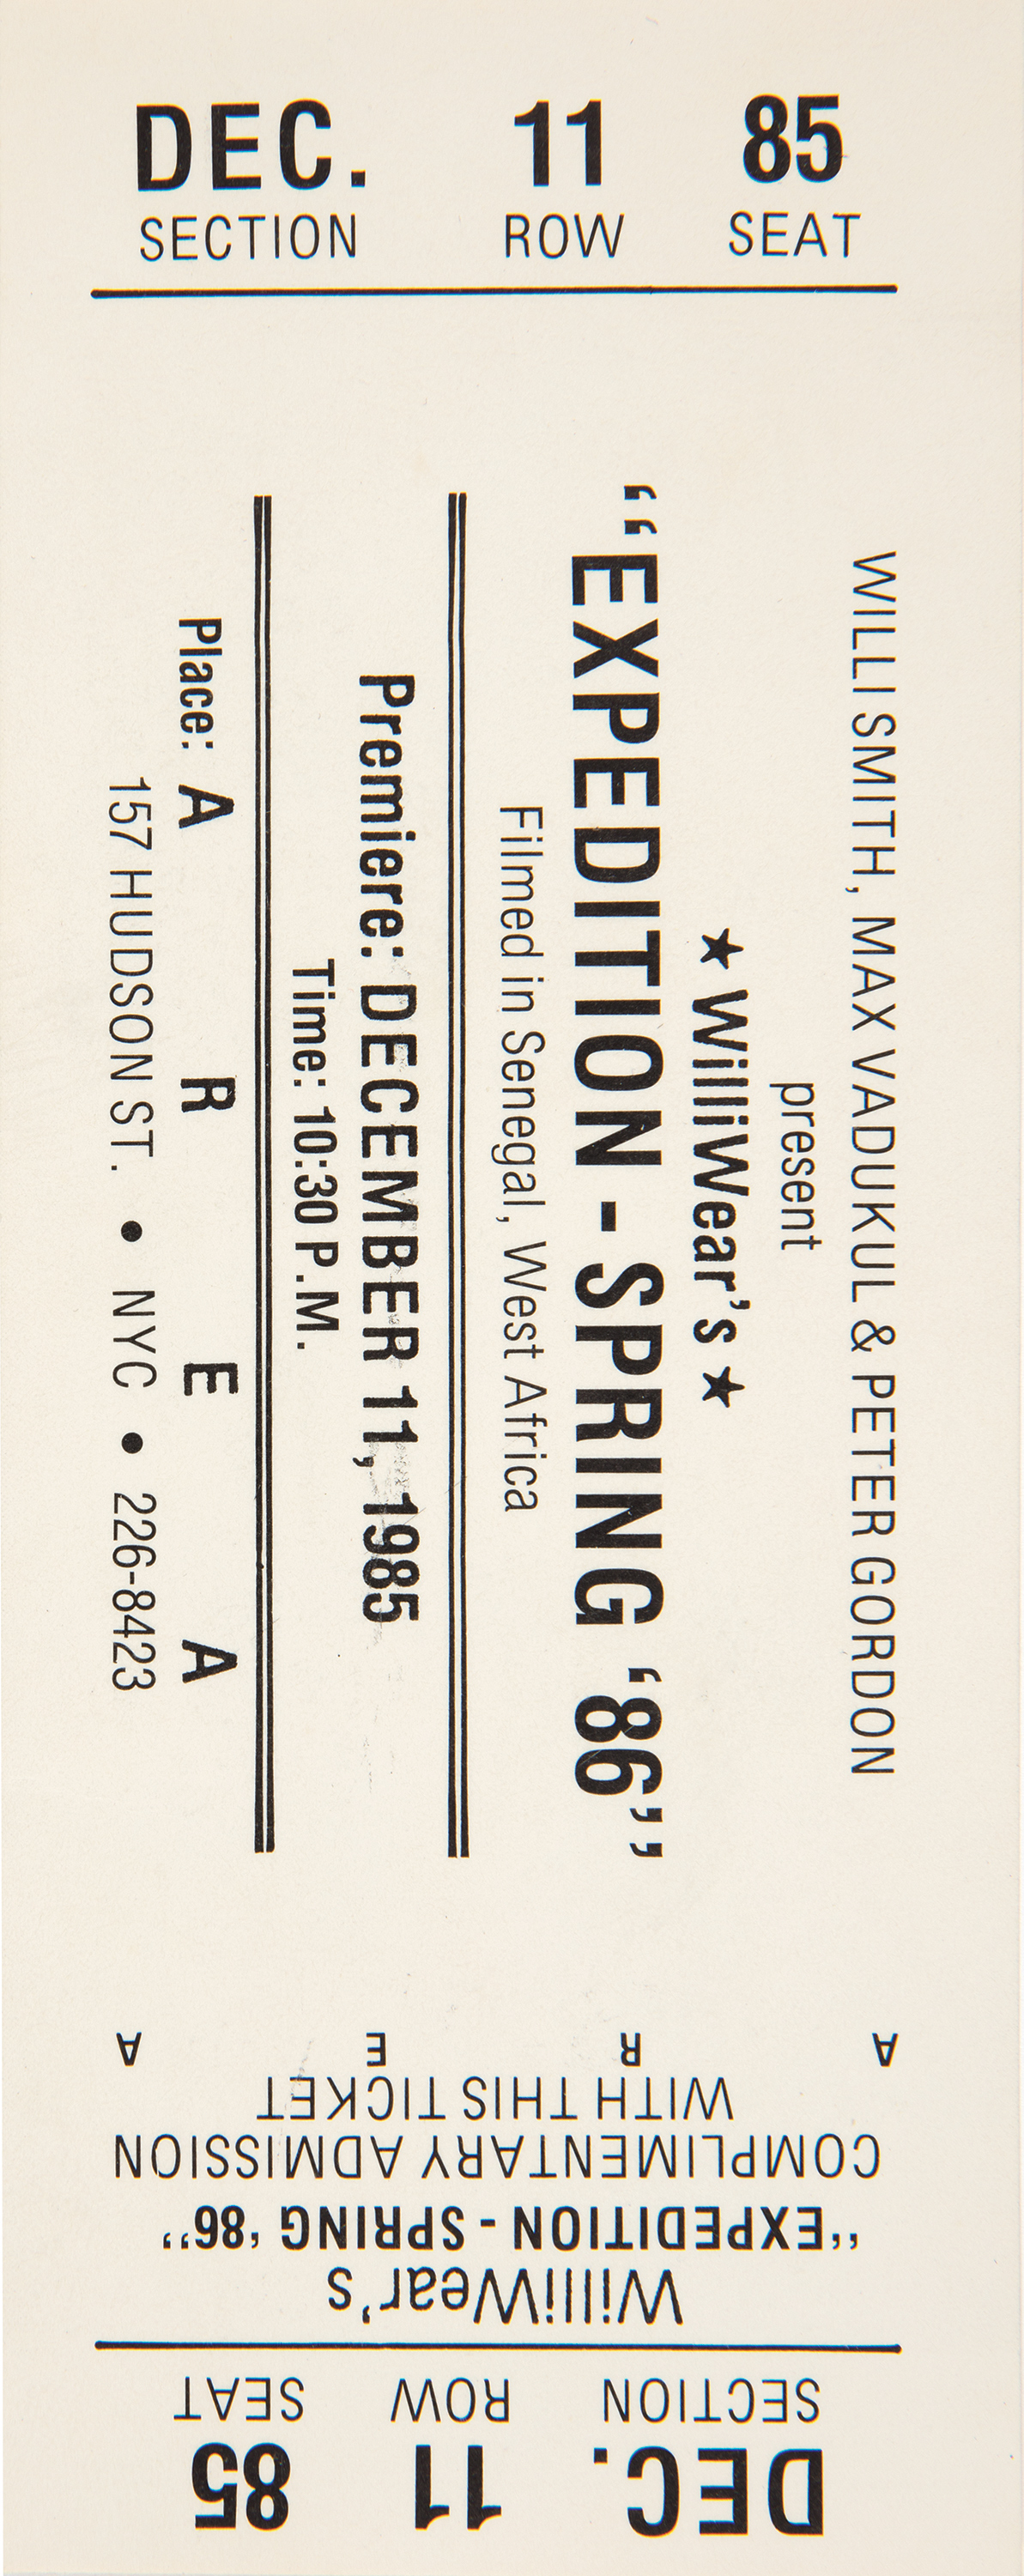 DEC. 11 85
SECTION ROW SEAT
WILLI SMITH, MAX VADUKUL & PETER GORDON
present
★ WilliWear's ★
“EXPEDITION - SPRING ‘86”
Filmed in Senegal, West Africa
Premiere: DECEMBER 11, 1985
Time: 10:30 P.M.
Place: A R E A
157 HUDSON ST. • NYC • 226-8423
DEC. 11 85
SECTION ROW SEAT
WilliWear's
“EXPEDITION - SPRING ‘86”
COMPLIMENTARY ADMISSION
WITH THIS TICKET
A R E A